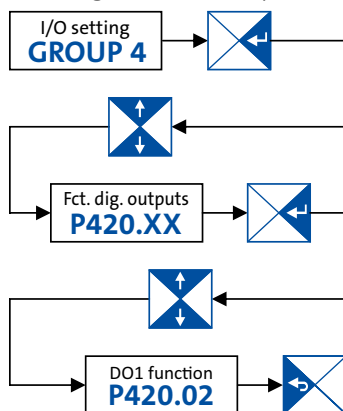 I/O setting
GROUP 4
Fct. dig. outputs
P420.XX
DO1 function
P420.02